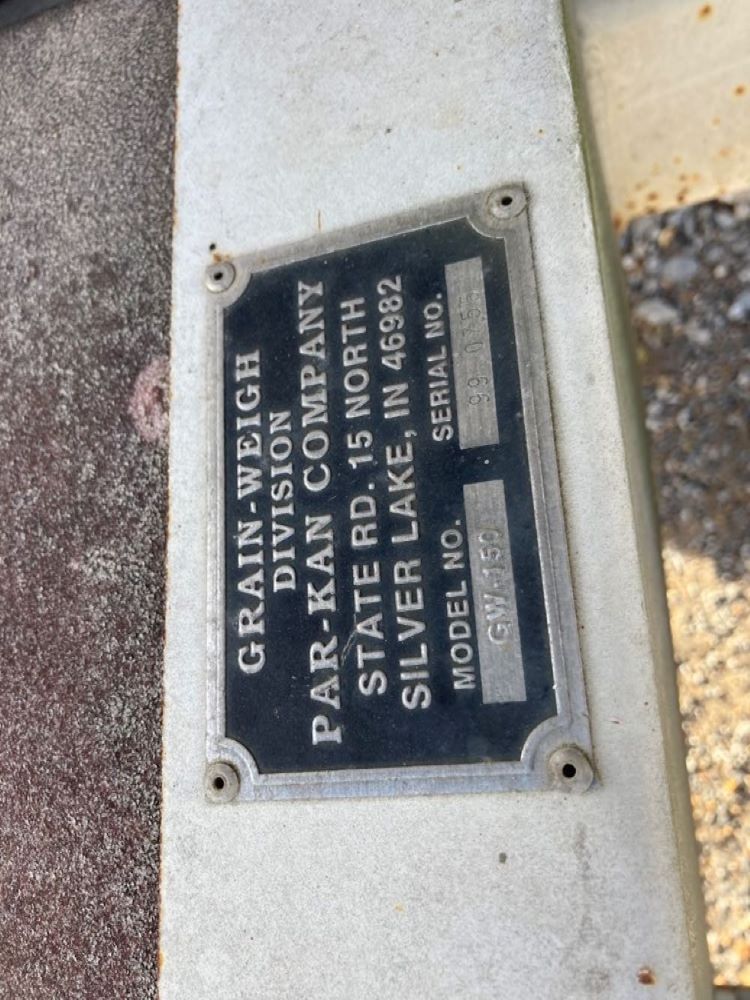 GRAIN-WEIGH
DIVISION
PAR-KAN COMPANY
STATE RD. 15 NORTH
SILVER LAKE, IN 46982
MODEL NO. SERIAL NO.
GW-150